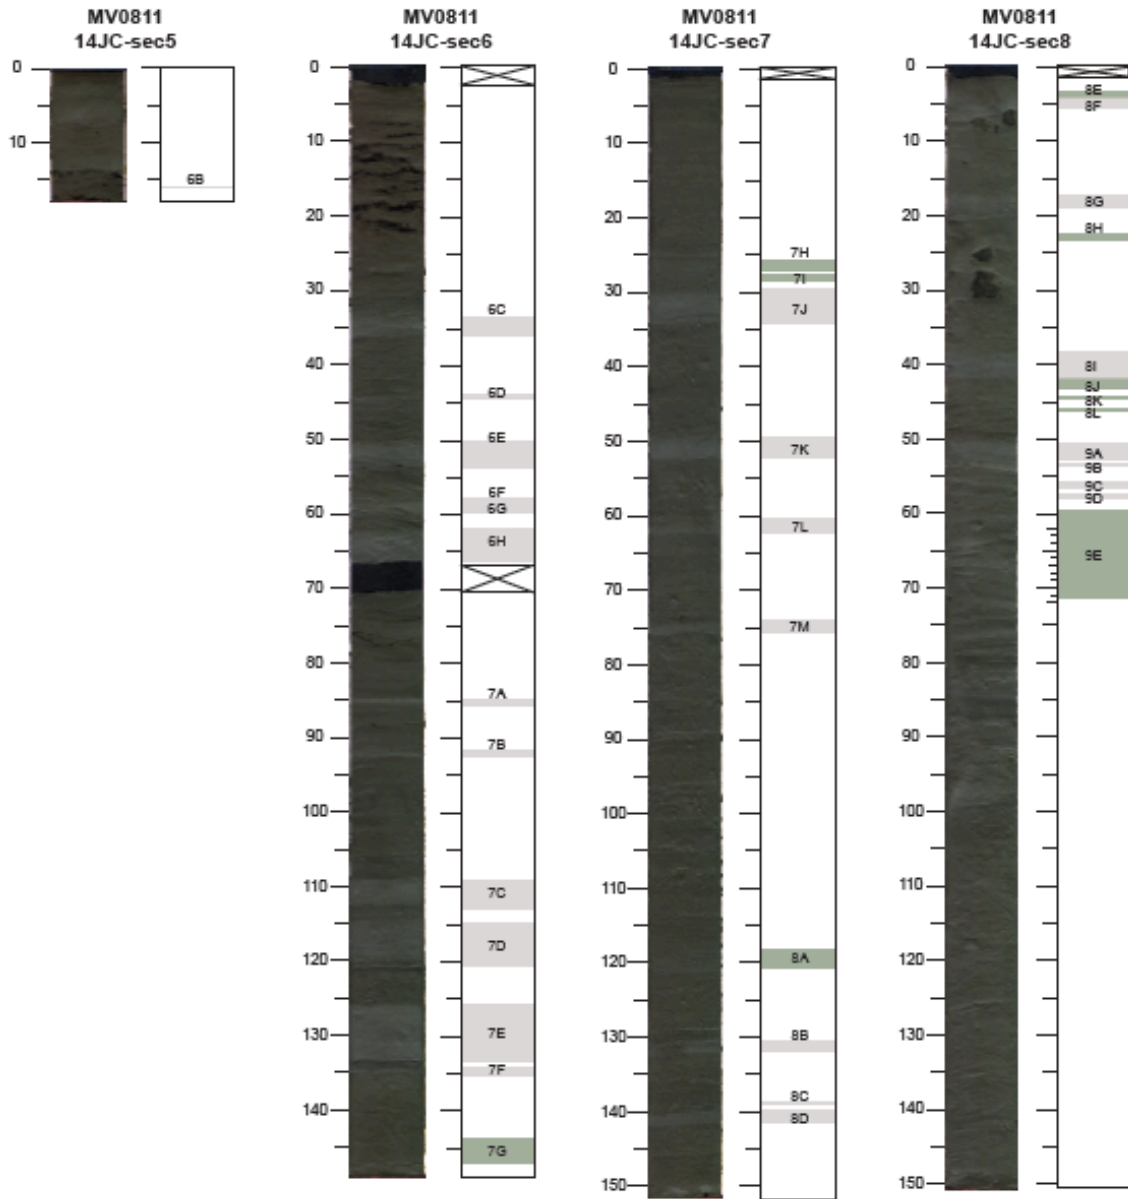 MV0811
14JC-sec5
0
10
6B
MV0811
14JC-sec6
0
10
20
30
40
50
60
70
80
90
100
110
120
130
140
6C
6D
6E
6F
6G
6H
7A
7B
7C
7D
7E
7F
7G
MV0811
14JC-sec7
0
10
20
30
40
50
60
70
80
90
100
110
120
130
140
150
7H
7I
7J
7K
7L
7M
8A
8B
8C
8D
MV0811
14JC-sec8
0
10
20
30
40
50
60
70
80
90
100
110
120
130
140
150
8E
8F
8G
8H
8I
8J
8K
8L
9A
9B
9C
9D
9E